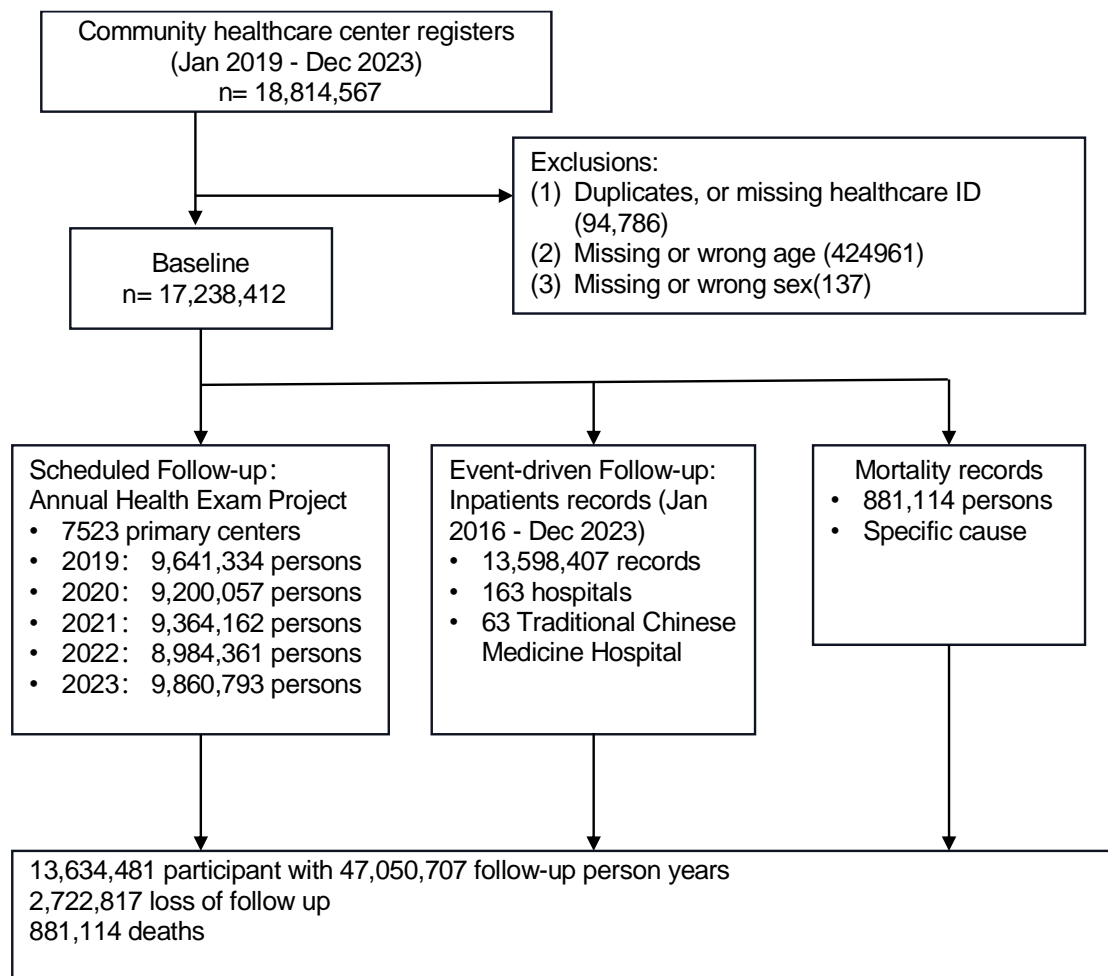 Community healthcare center registers
(Jan 2019 - Dec 2023)
n= 18,814,567
Exclusions:
(1) Duplicates, or missing healthcare ID
(94,786)
(2) Missing or wrong age (424961)
(3) Missing or wrong sex(137)
Baseline
n= 17,238,412
Scheduled Follow-up:
Annual Health Exam Project
• 7523 primary centers
• 2019: 9,641,334 persons
• 2020: 9,200,057 persons
• 2021: 9,364,162 persons
• 2022: 8,984,361 persons
• 2023: 9,860,793 persons
Event-driven Follow-up:
Inpatients records (Jan
2016 - Dec 2023)
• 13,598,407 records
• 163 hospitals
• 63 Traditional Chinese
Medicine Hospital
Mortality records
• 881,114 persons
• Specific cause
13,634,481 participant with 47,050,707 follow-up person years
2,722,817 loss of follow up
881,114 deaths